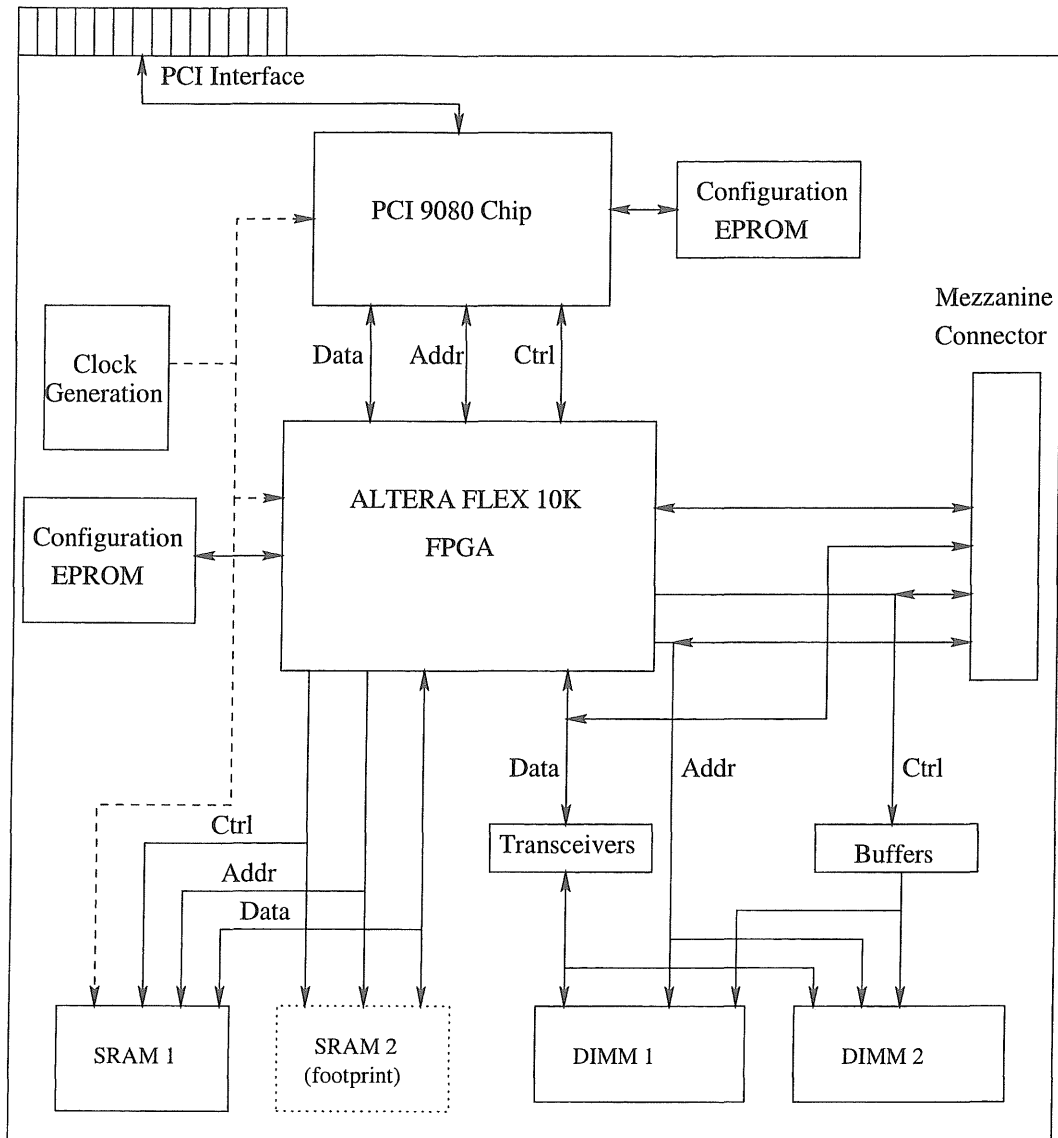 PCI Interface
PCI 9080 Chip
Configuration
EPROM
Mezzanine
Connector
Clock
Generation
Data
Addr
Ctrl
ALTERA FLEX 10K
FPGA
Configuration
EPROM
Data
Addr
Ctrl
Ctrl
Addr
Data
Transceivers
Buffers
SRAM 1
SRAM 2
(footprint)
DIMM 1
DIMM 2